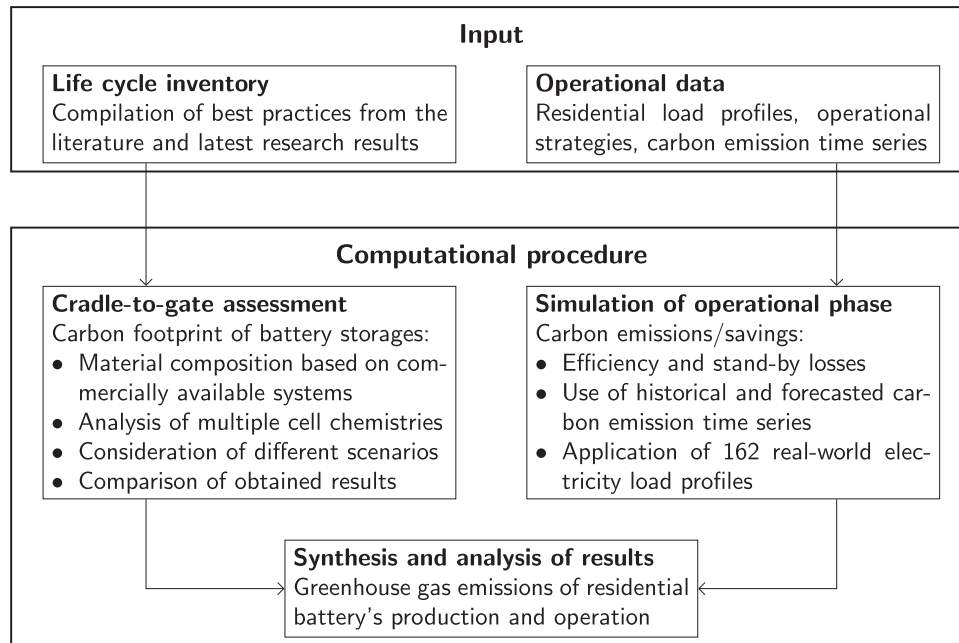 Input
Life cycle inventory
Compilation of best practices from the
literature and latest research results
Operational data
Residential load profiles, operational
strategies, carbon emission time series
Computational procedure
Cradle-to-gate assessment
Carbon footprint of battery storages:
• Material composition based on com-
mercially available systems
• Analysis of multiple cell chemistries
• Consideration of different scenarios
• Comparison of obtained results
Simulation of operational phase
Carbon emissions/savings:
• Efficiency and stand-by losses
• Use of historical and forecasted car-
bon emission time series
• Application of 162 real-world elec-
tricity load profiles
Synthesis and analysis of results
Greenhouse gas emissions of residential
battery's production and operation